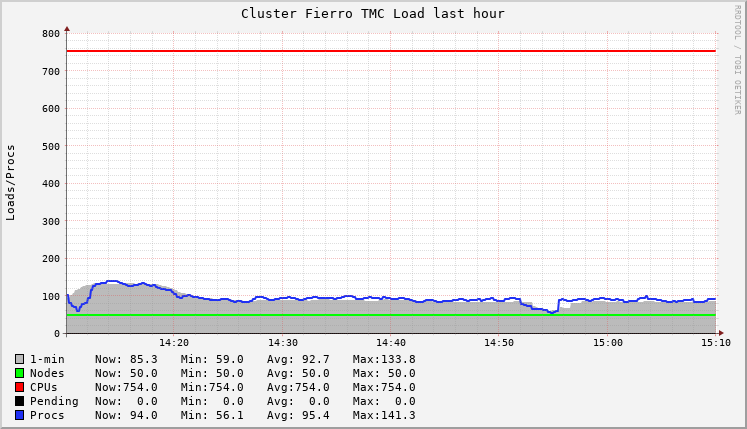 Cluster Fierro TMC Load last hour
RRDTOOL / TOBI OETIKER
Loads/Procs
800
700
600
500
400
300
200
100
0
14:20 14:30 14:40 14:50 15:00 15:10
1-min Now: 85.3 Min: 59.0 Avg: 92.7 Max:133.8
Nodes Now: 50.0 Min: 50.0 Avg: 50.0 Max: 50.0
CPUs Now:754.0 Min:754.0 Avg:754.0 Max:754.0
Pending Now: 0.0 Min: 0.0 Avg: 0.0 Max: 0.0
Procs Now: 94.0 Min: 56.1 Avg: 95.4 Max:141.3